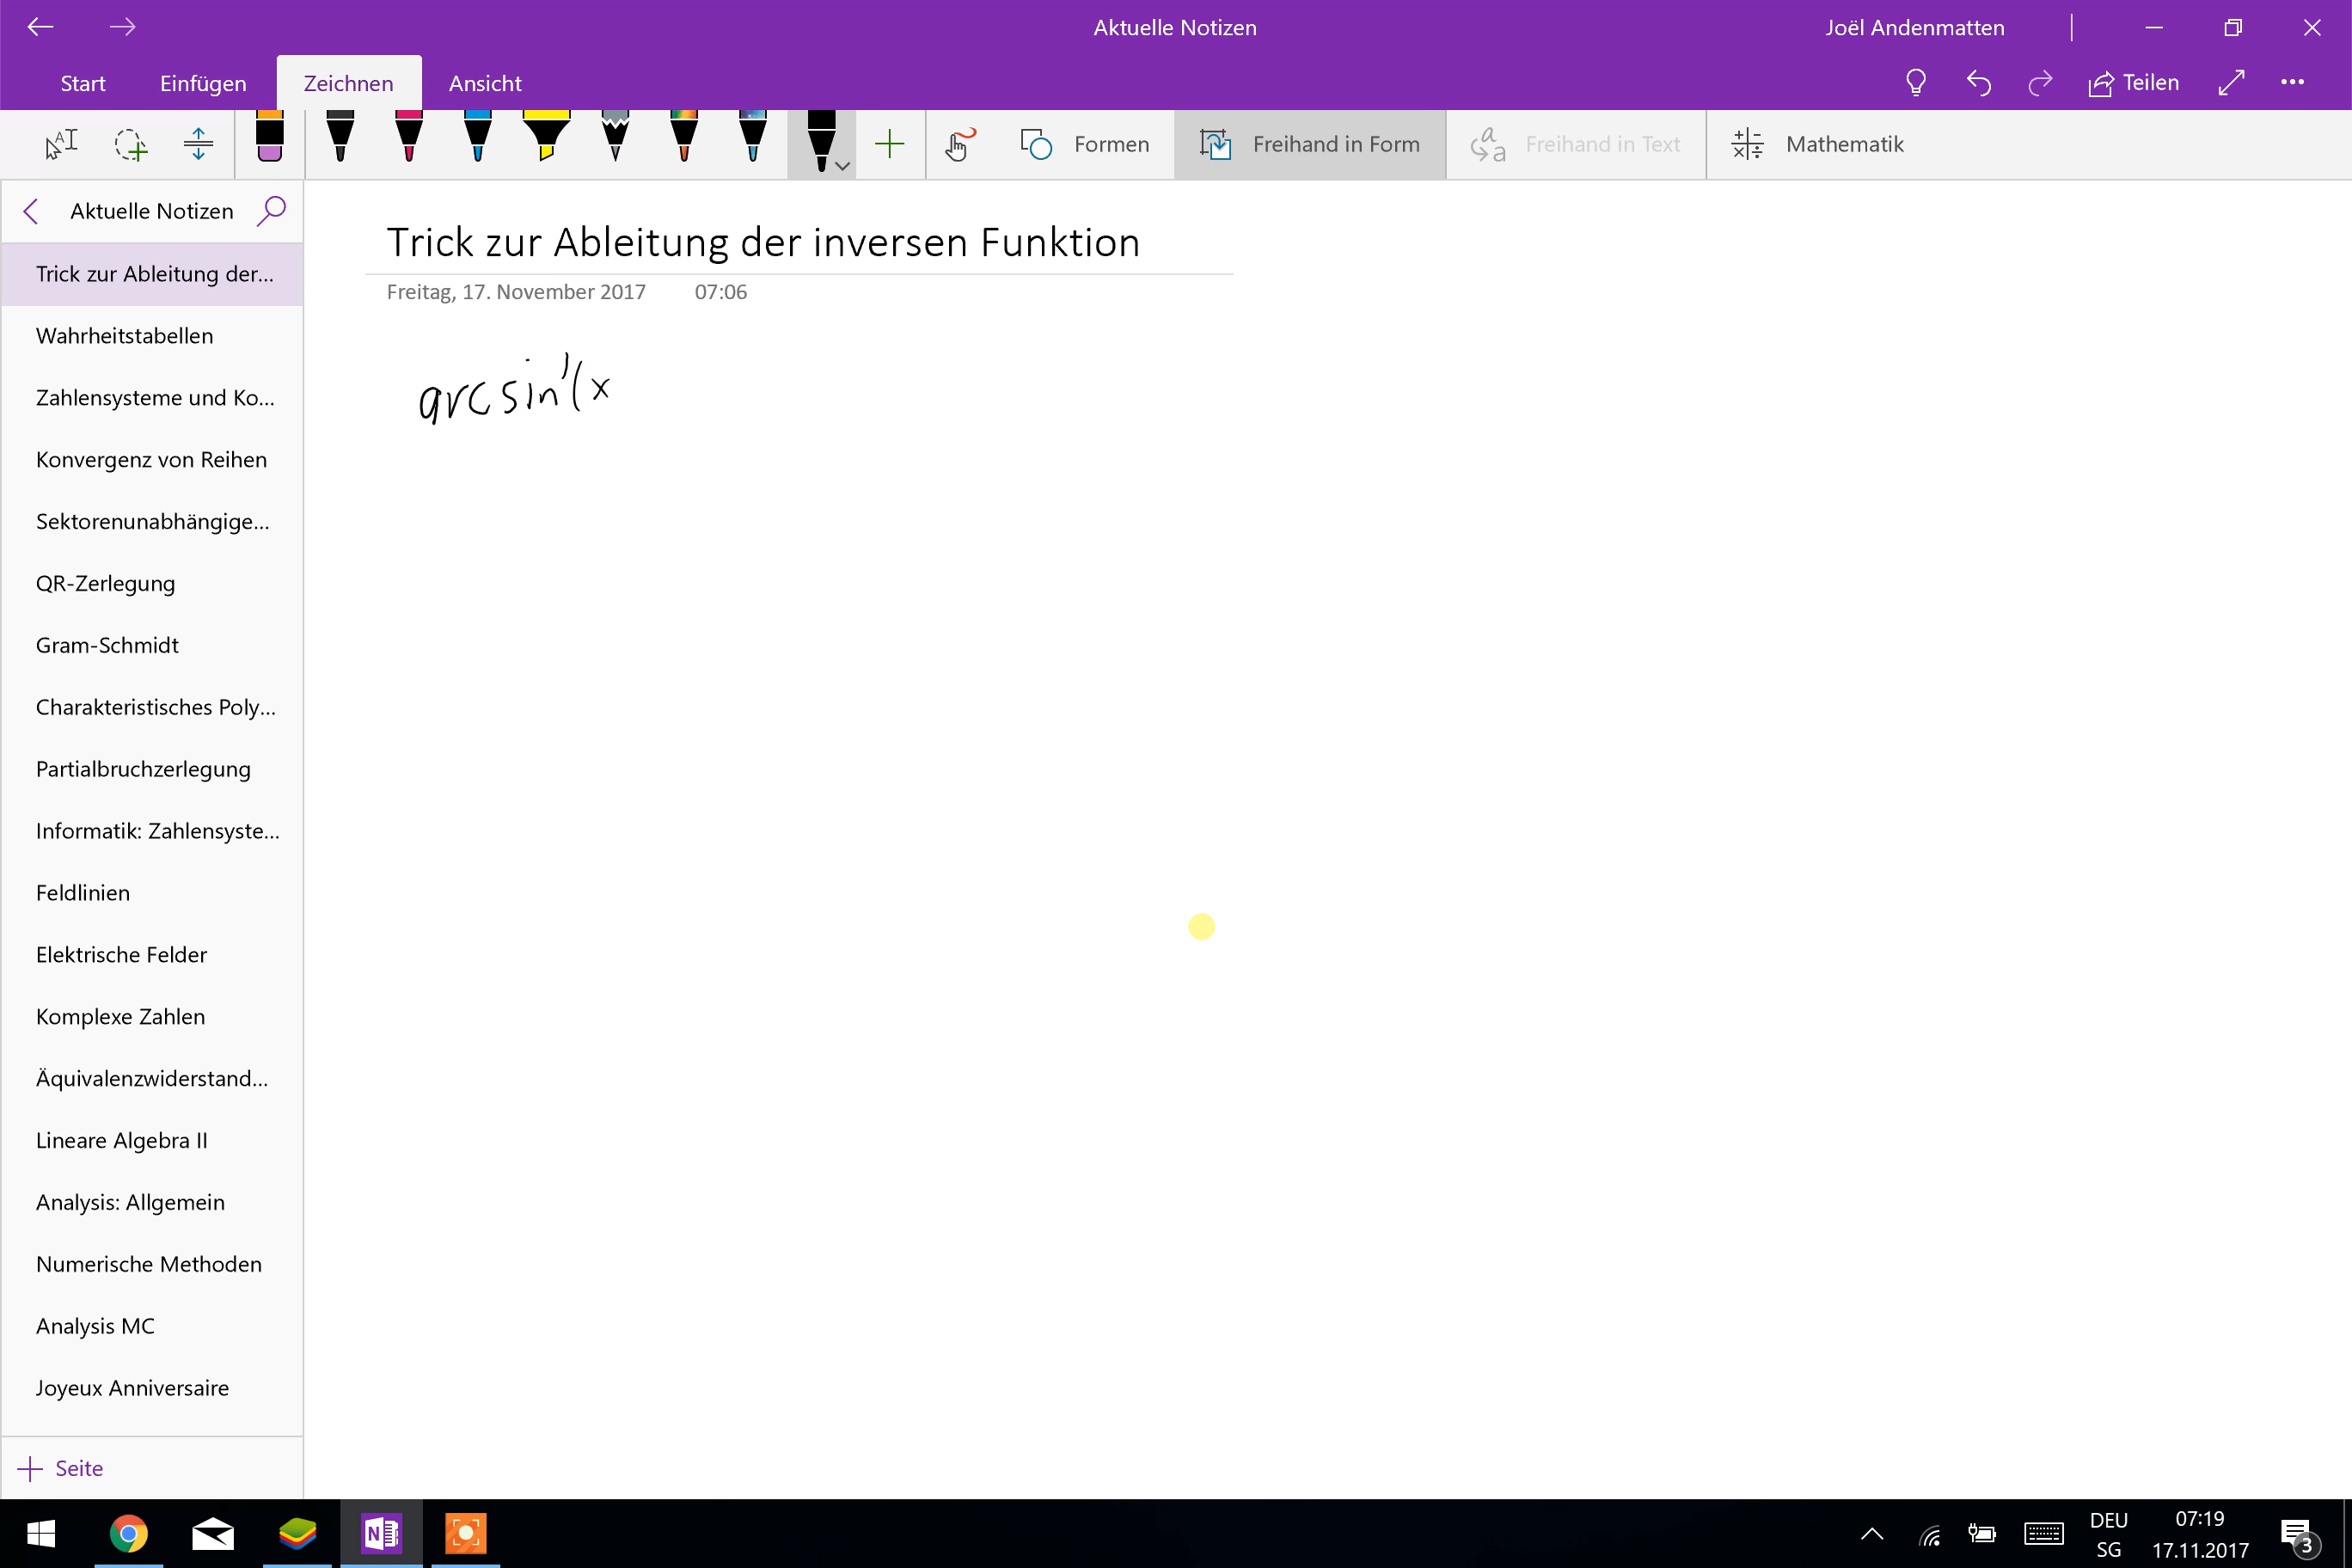 Aktuelle Notizen
Joël Andenmatten
Start Einfügen Zeichnen Ansicht
Teilen
Formen Freihand in Form Freihand in Text Mathematik
Aktuelle Notizen
Trick zur Ableitung der...
Wahrheitstabellen
Zahlensysteme und Ko...
Konvergenz von Reihen
Sektorenunabhängige...
QR-Zerlegung
Gram-Schmidt
Charakteristisches Poly...
Partialbruchzerlegung
Informatik: Zahlensyste...
Feldlinien
Elektrische Felder
Komplexe Zahlen
Äquivalenzwiderstand...
Lineare Algebra II
Analysis: Allgemein
Numerische Methoden
Analysis MC
Joyeux Anniversaire
Seite
Trick zur Ableitung der inversen Funktion
Freitag, 17. November 2017 07:06
arcsin'(x
DEU
SG
07:19
17.11.2017
3